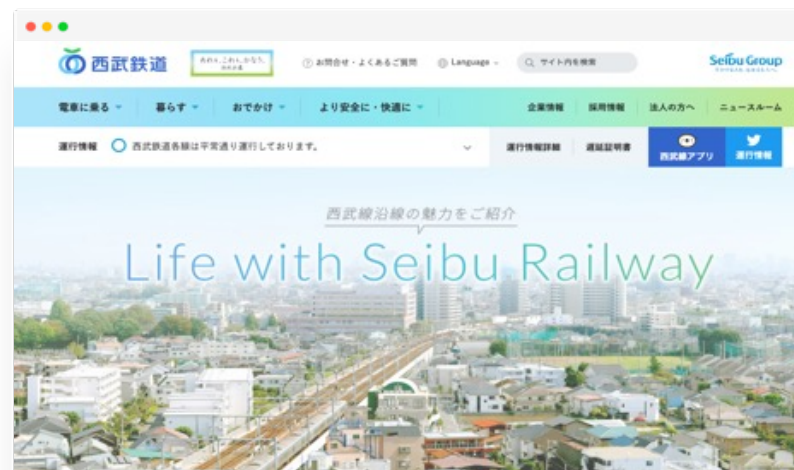 西武鉄道
お問合せ・よくあるご質問
Language
サイト内を検索
Seibu Group
電車に乗る
暮らす
おでかけ
より安全に・快適に
企業情報
採用情報
法人の方へ
ニュースルーム
運行情報
西武鉄道各線は平常通り運行しております。
運行情報詳細
遅延証明書
西武線アプリ
運行情報
西武線沿線の魅力をご紹介
Life with Seibu Railway